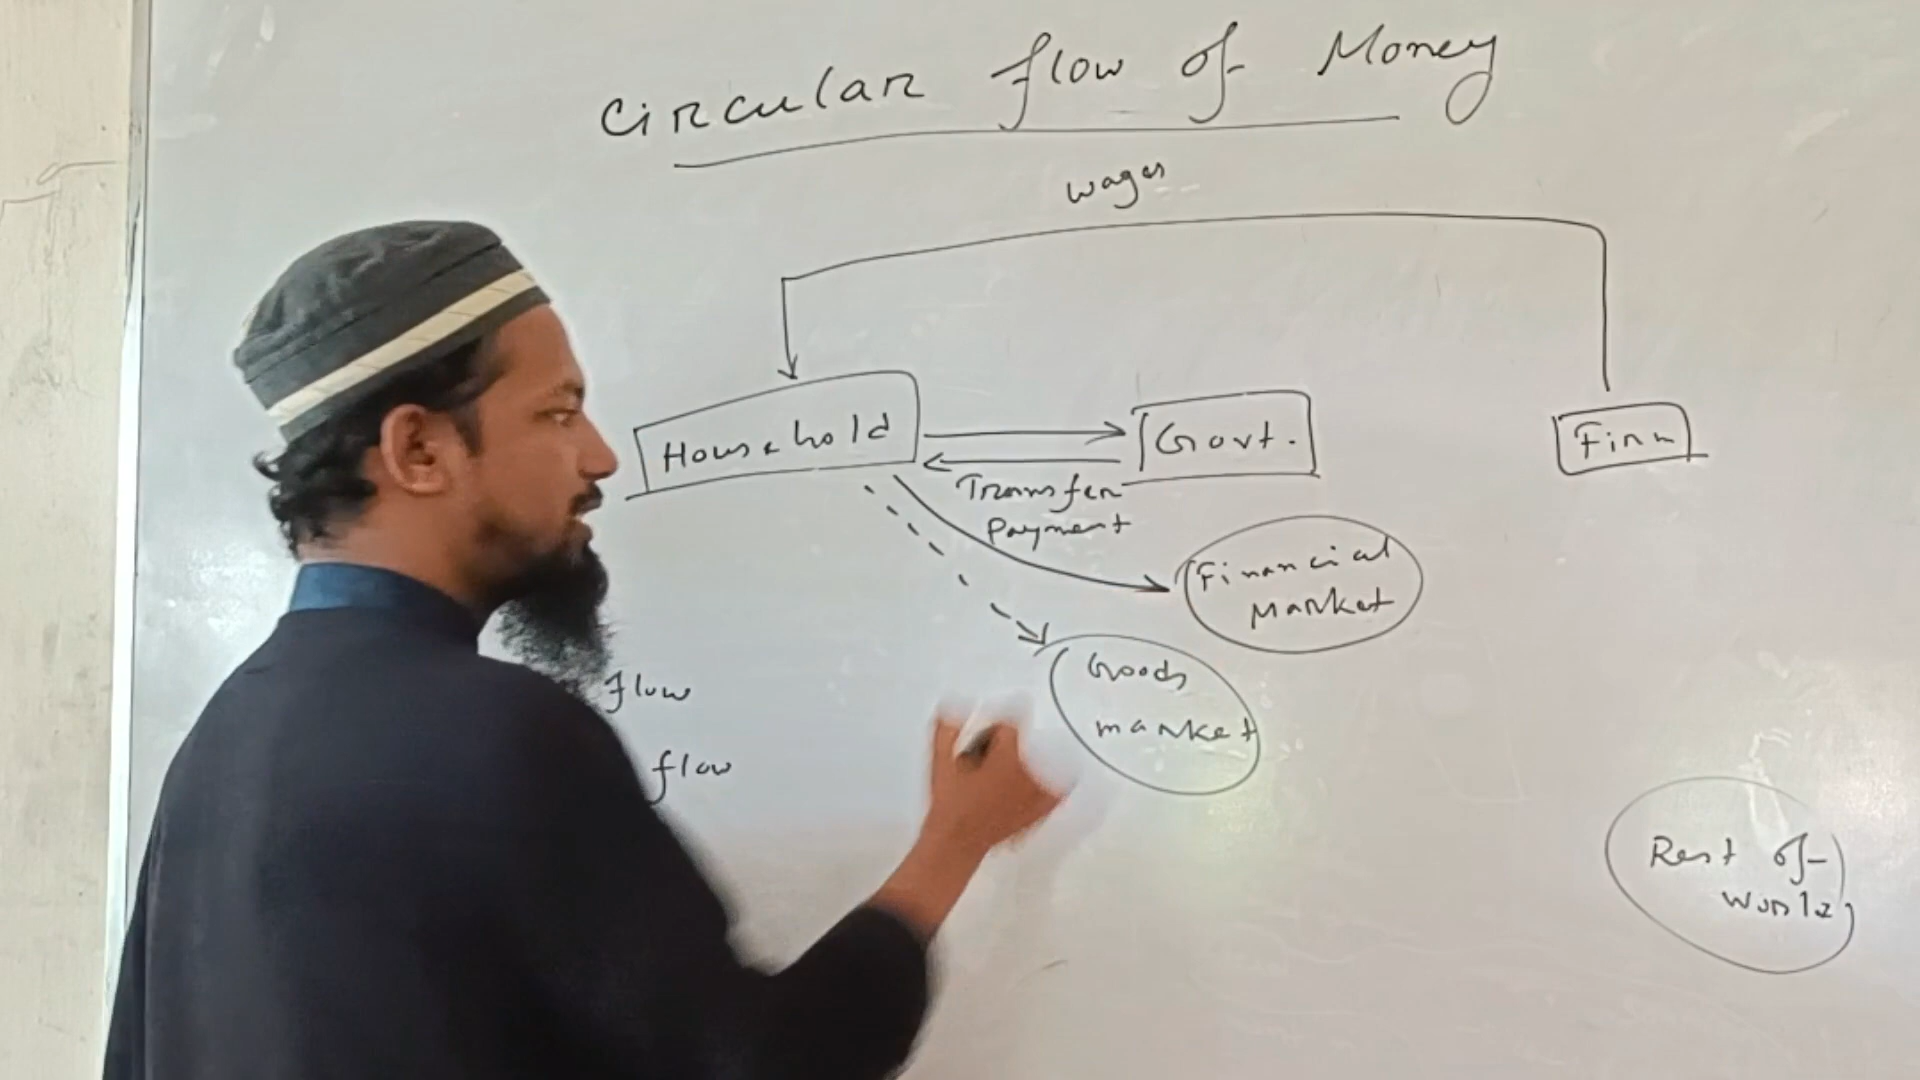 Circular flow of Money
wages
Household
Govt.
Firm
Transfer
Payment
Financial
Market
Goods
market
flow
flow
Rest of
World